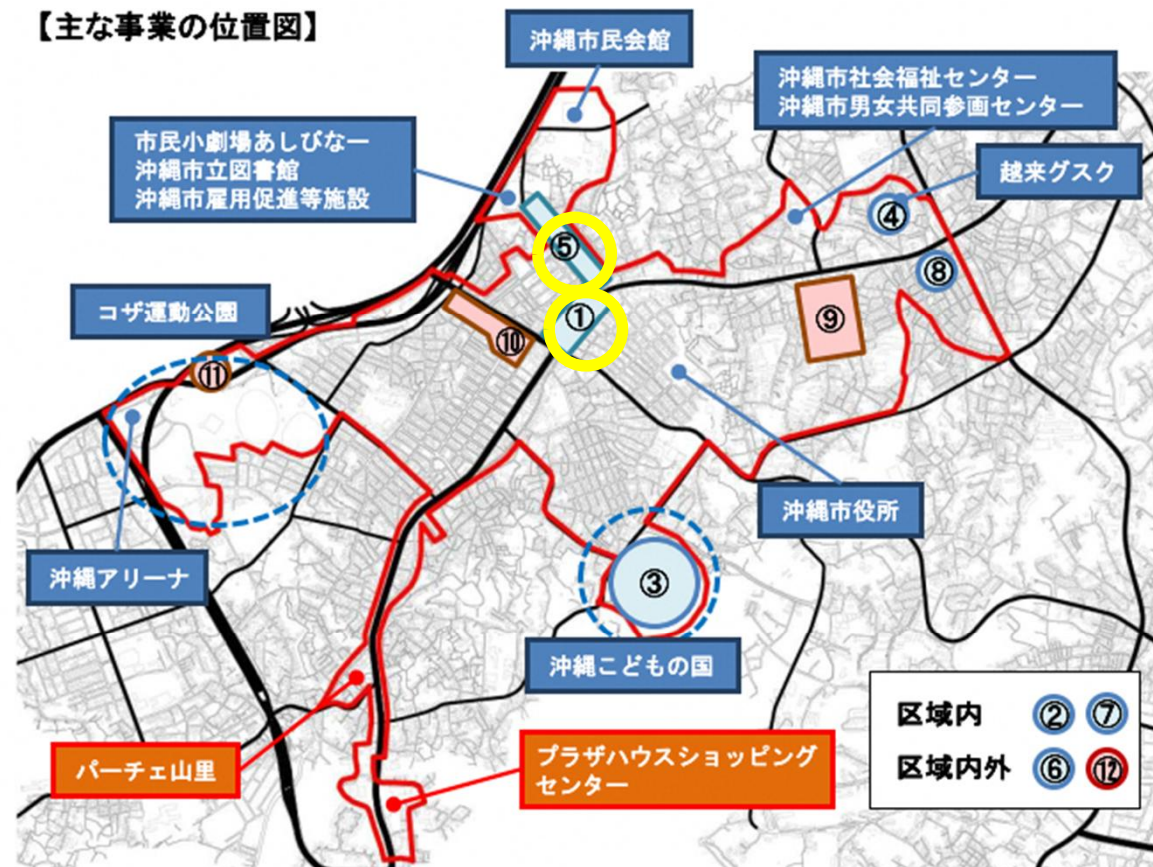 【主な事業の位置図】
沖縄市民会館
沖縄市社会福祉センター
沖縄市男女共同参画センター
市民小劇場あしびなー
沖縄市立図書館
沖縄市雇用促進等施設
越来グスク
④
⑤
⑧
コザ運動公園
①
⑨
⑩
⑪
沖縄市役所
沖縄アリーナ
③
沖縄こどもの国
区域内 ② ⑦
区域内外 ⑥ ⑫
パーチェ山里
プラザハウスショッピング
センター